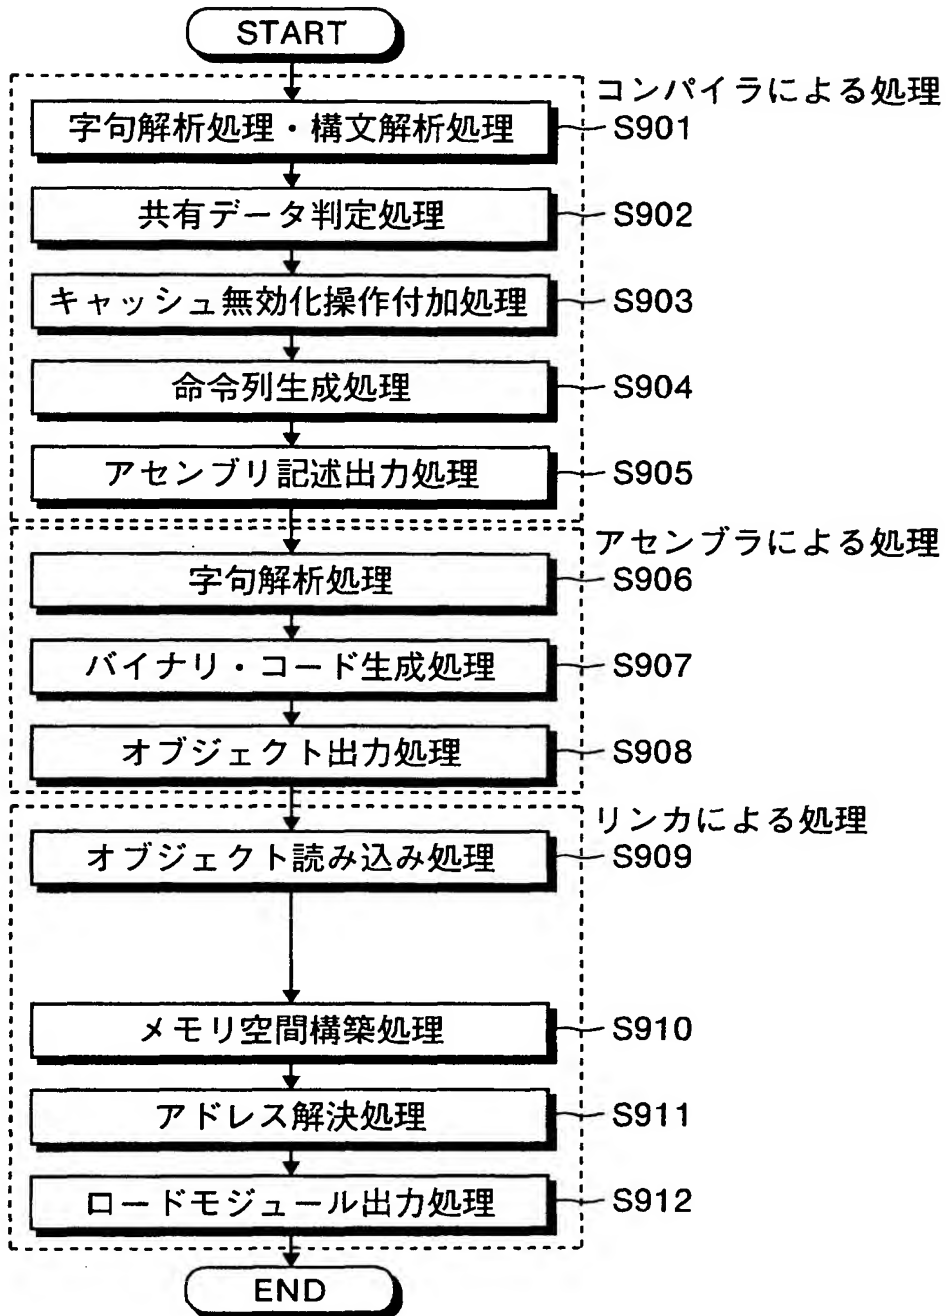 START
コンパイラによる処理
字句解析処理・構文解析処理 S901
共有データ判定処理 S902
キャッシュ無効化操作付加処理 S903
命令列生成処理 S904
アセンブリ記述出力処理 S905
アセンブラによる処理
字句解析処理 S906
バイナリ・コード生成処理 S907
オブジェクト出力処理 S908
リンカによる処理
オブジェクト読み込み処理 S909
メモリ空間構築処理 S910
アドレス解決処理 S911
ロードモジュール出力処理 S912
END